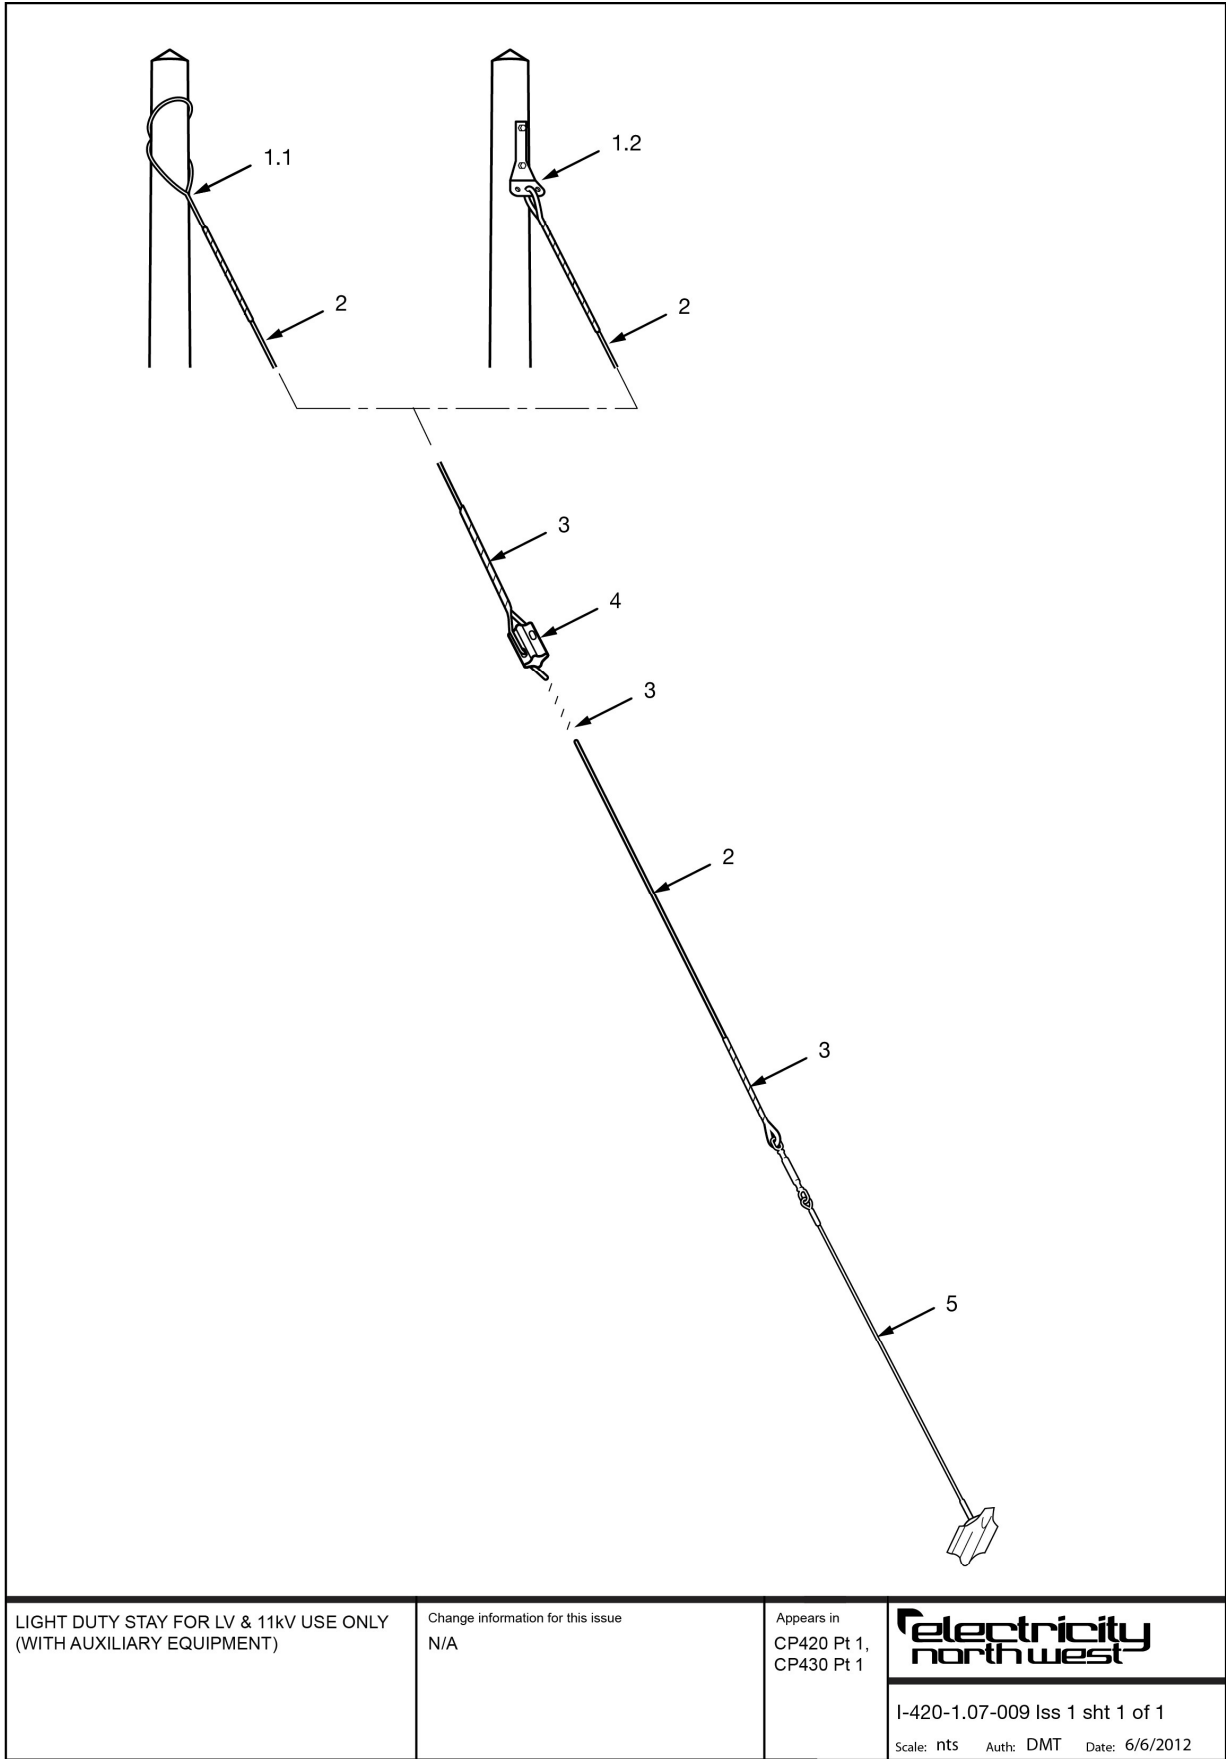 1.1
1.2
2
2
3
4
3
2
3
5
LIGHT DUTY STAY FOR LV & 11kV USE ONLY
(WITH AUXILIARY EQUIPMENT)
Change information for this issue
N/A
Appears in
CP420 Pt 1,
CP430 Pt 1
electricity
northwest
I-420-1.07-009 Iss 1 sht 1 of 1
Scale: nts Auth: DMT Date: 6/6/2012